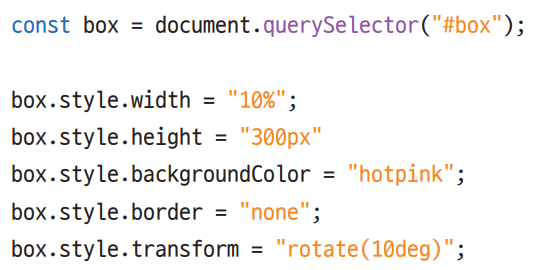 const box = document.querySelector("#box");
box.style.width = "10%";
box.style.height = "300px"
box.style.backgroundColor = "hotpink";
box.style.border = "none";
box.style.transform = "rotate(10deg)";